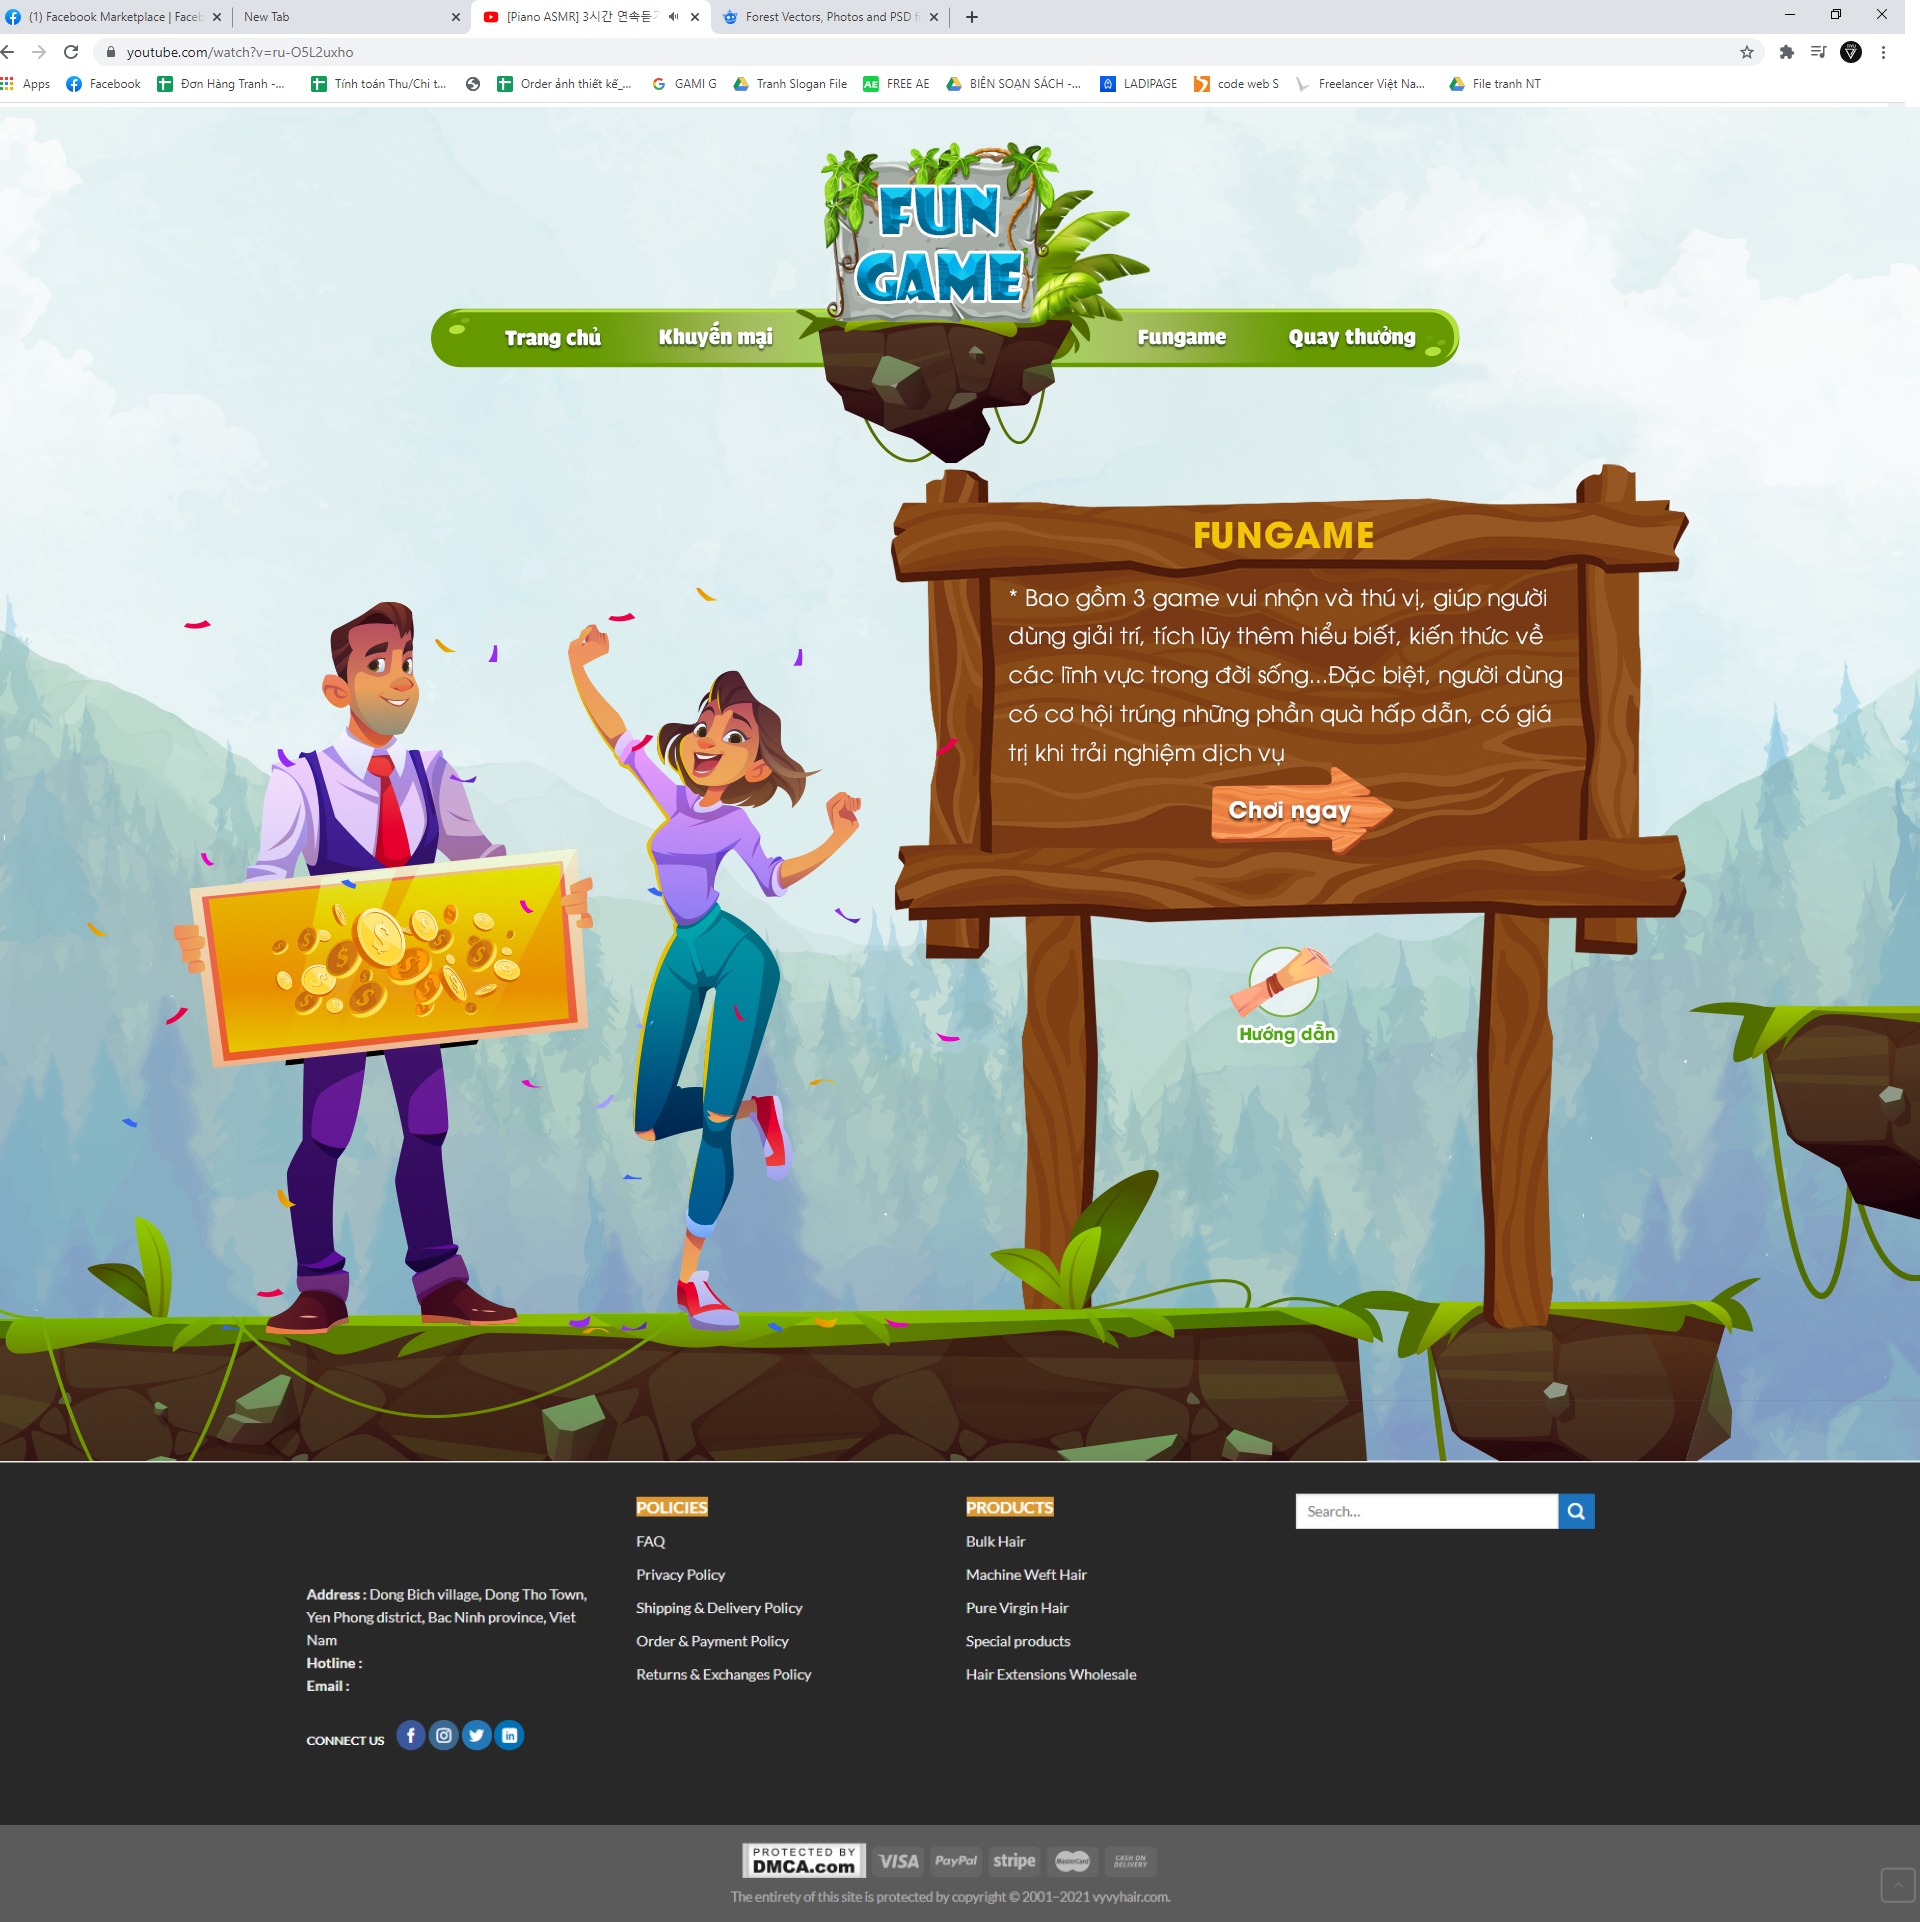 (1) Facebook Marketplace | Faceb
New Tab
[Piano ASMR] 3시간 연속듣기
Forest Vectors, Photos and PSD f
youtube.com/watch?v=ru-O5L2uxho
Apps
Facebook
Đơn Hàng Tranh -...
Tính toán Thu/Chi t...
Order ảnh thiết kế_...
GAMI G
Tranh Slogan File
AE
FREE AE
BIÊN SOẠN SÁCH -...
LADIPAGE
code web S
Freelancer Việt Na...
File tranh NT
FUN
GAME
Trang chủ
Khuyến mại
Fungame
Quay thưởng
FUNGAME
* Bao gồm 3 game vui nhộn và thú vị, giúp người
dùng giải trí, tích lũy thêm hiểu biết, kiến thức về
các lĩnh vực trong đời sống...Đặc biệt, người dùng
có cơ hội trúng những phần quà hấp dẫn, có giá
trị khi trải nghiệm dịch vụ
Chơi ngay
Hướng dẫn
Address : Dong Bich village, Dong Tho Town,
Yen Phong district, Bac Ninh province, Viet
Nam
Hotline :
Email :
CONNECT US
POLICIES
FAQ
Privacy Policy
Shipping & Delivery Policy
Order & Payment Policy
Returns & Exchanges Policy
PRODUCTS
Bulk Hair
Machine Weft Hair
Pure Virgin Hair
Special products
Hair Extensions Wholesale
Search...
PROTECTED BY
DMCA.com
VISA
PayPal
stripe
MasterCard
CASH ON
DELIVERY
The entirety of this site is protected by copyright © 2001–2021 vyvyhair.com.